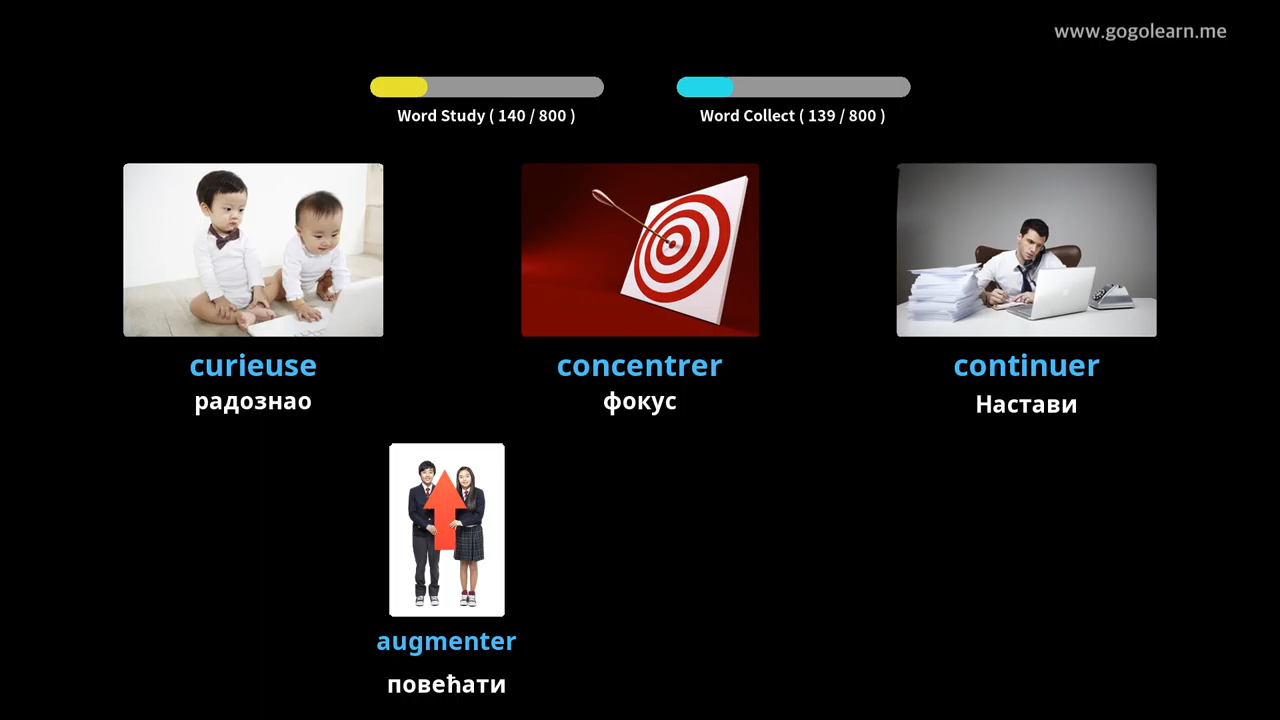 www.gogolearn.me
Word Study ( 140 / 800 )
Word Collect ( 139 / 800 )
curieuse
concentrer
continuer
радознао
фокус
Настави
augmenter
повећати